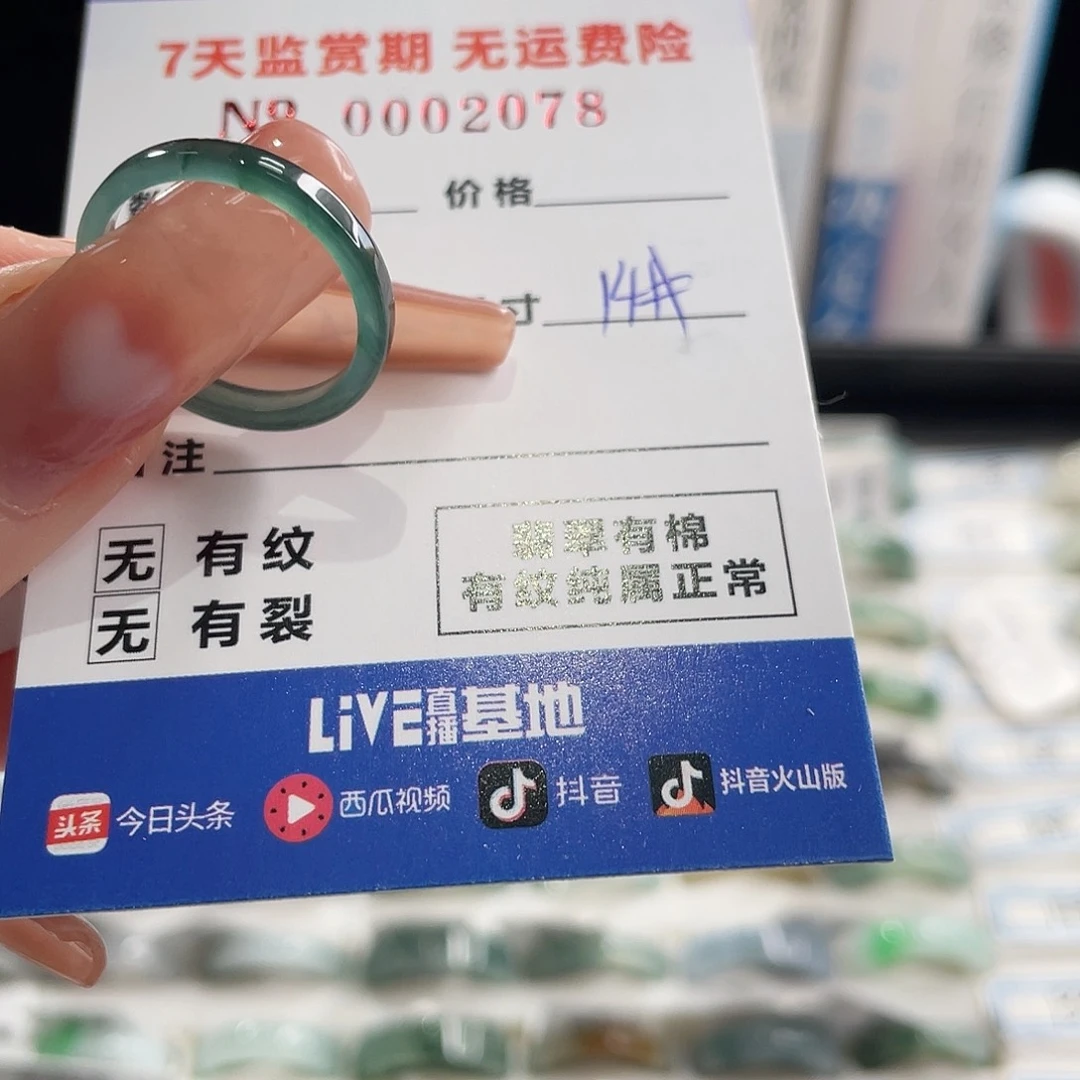 7天监赏期 无运费险
No 0002078
数
价格
寸 14#
注
无 有纹
无 有裂
翡翠有棉
有纹纯属正常
LiVE直播基地
头条 今日头条 西瓜视频 抖音 抖音火山版